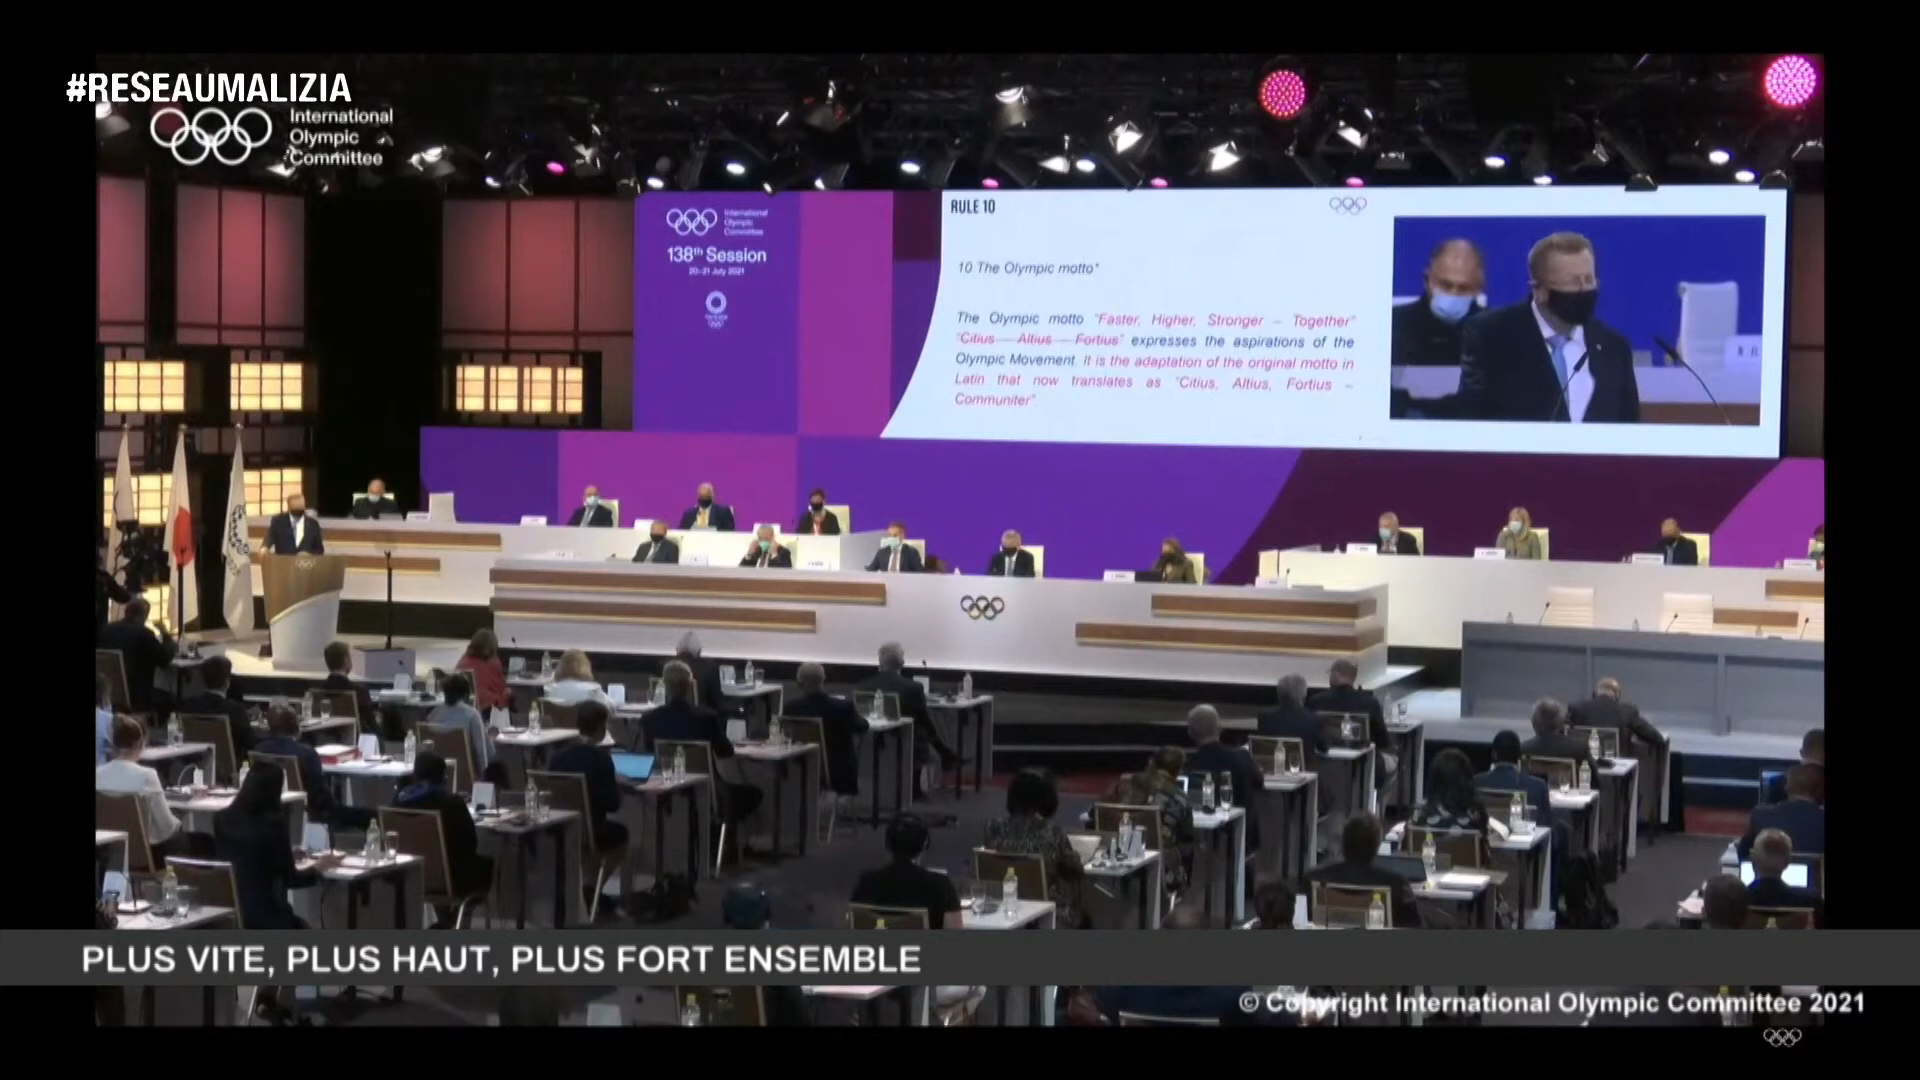 #RESEAUMALIZIA
International
Olympic
Committee
International
Olympic
Committee
138th Session
20-21 July 2021
RULE 10
10 The Olympic motto*
The Olympic motto "Faster, Higher, Stronger – Together"
"Citius – Altius – Fortius" expresses the aspirations of the
Olympic Movement. It is the adaptation of the original motto in
Latin that now translates as "Citius, Altius, Fortius –
Communiter"
PLUS VITE, PLUS HAUT, PLUS FORT ENSEMBLE
© Copyright International Olympic Committee 2021